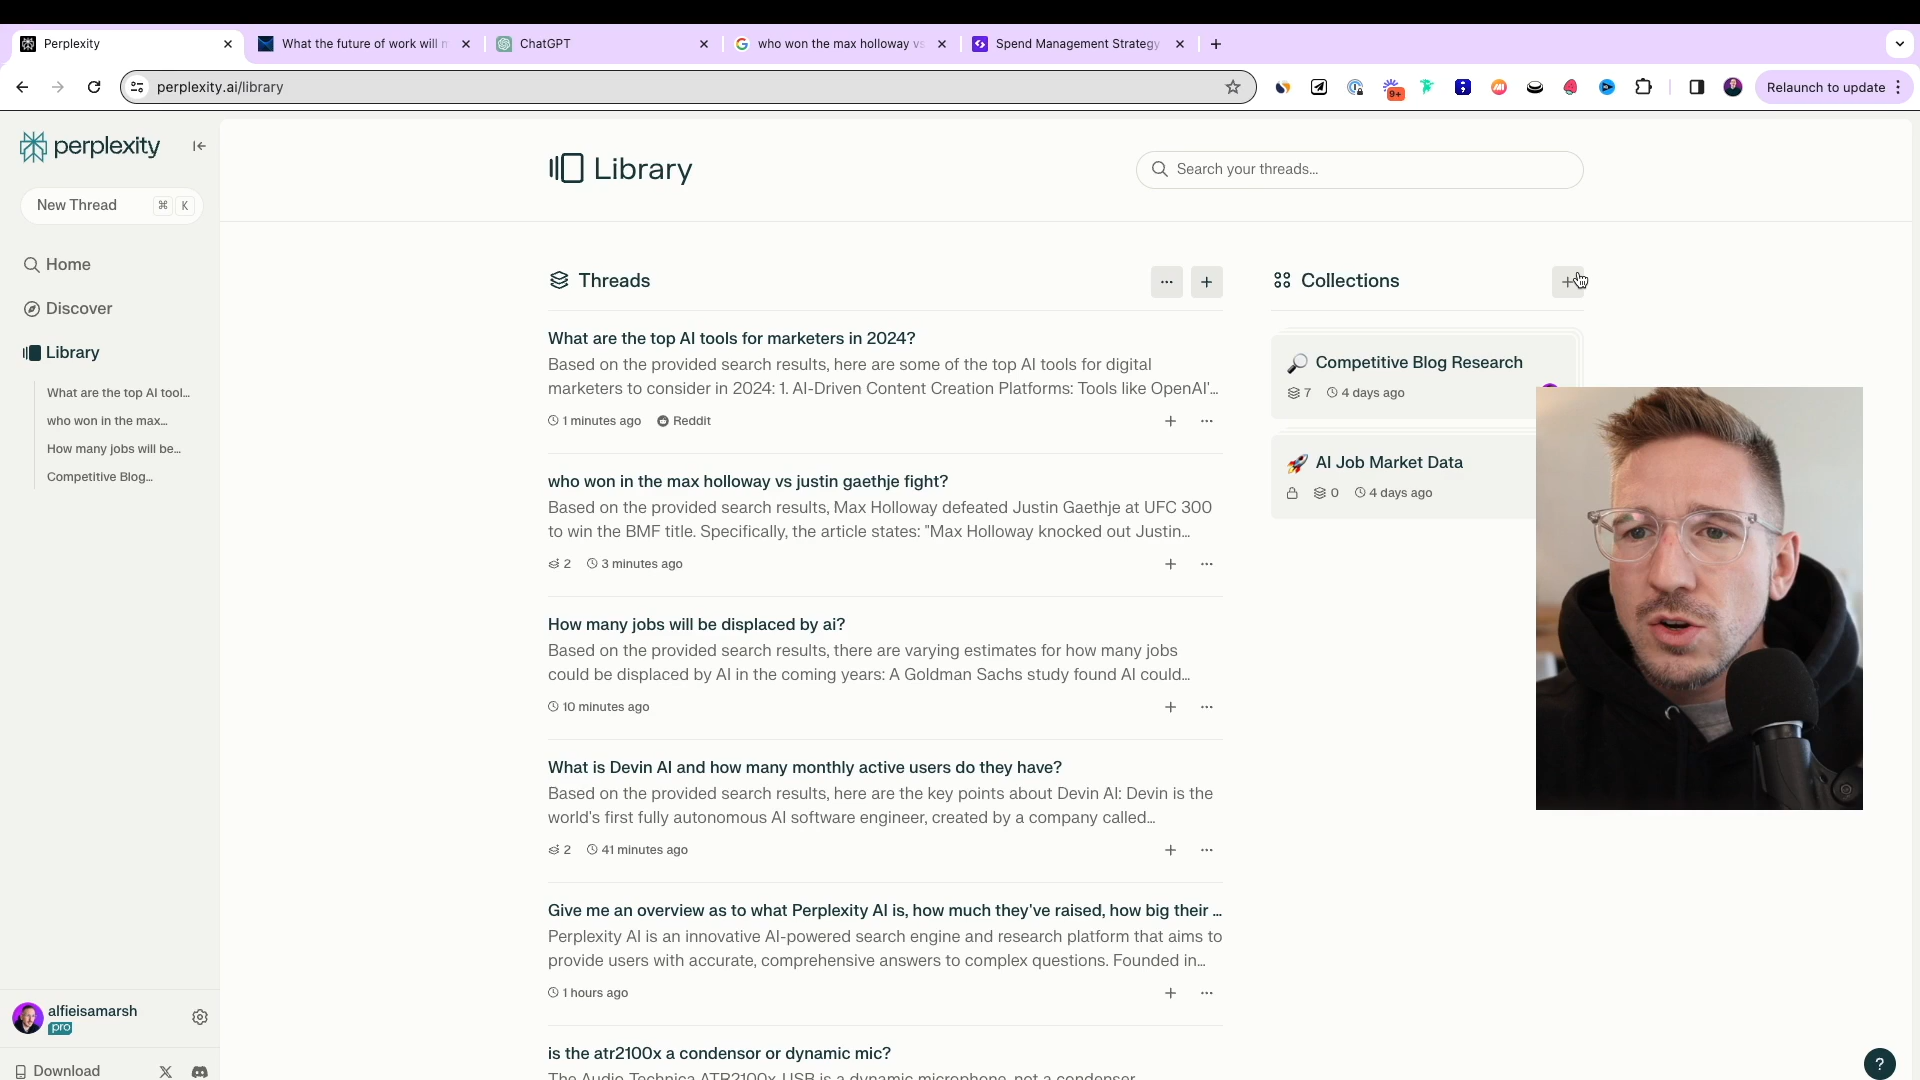 Perplexity
What the future of work will
ChatGPT
who won the max holloway vs
Spend Management Strategy
perplexity.ai/library
9+
Relaunch to update
perplexity
New Thread
⌘ K
Home
Discover
Library
What are the top AI tool...
who won in the max...
How many jobs will be...
Competitive Blog...
alfieisamarsh
pro
Download
Library
Search your threads...
Threads
What are the top AI tools for marketers in 2024?
Based on the provided search results, here are some of the top AI tools for digital
marketers to consider in 2024: 1. AI-Driven Content Creation Platforms: Tools like OpenAI'...
1 minutes ago Reddit
who won in the max holloway vs justin gaethje fight?
Based on the provided search results, Max Holloway defeated Justin Gaethje at UFC 300
to win the BMF title. Specifically, the article states: "Max Holloway knocked out Justin...
2 3 minutes ago
How many jobs will be displaced by ai?
Based on the provided search results, there are varying estimates for how many jobs
could be displaced by AI in the coming years: A Goldman Sachs study found AI could...
10 minutes ago
What is Devin AI and how many monthly active users do they have?
Based on the provided search results, here are the key points about Devin AI: Devin is the
world's first fully autonomous AI software engineer, created by a company called...
2 41 minutes ago
Give me an overview as to what Perplexity AI is, how much they've raised, how big their ...
Perplexity AI is an innovative AI-powered search engine and research platform that aims to
provide users with accurate, comprehensive answers to complex questions. Founded in...
1 hours ago
is the atr2100x a condensor or dynamic mic?
The Audio-Technica ATR2100x-USB is a dynamic microphone, not a condenser
Collections
Competitive Blog Research
7 4 days ago
AI Job Market Data
0 4 days ago
?